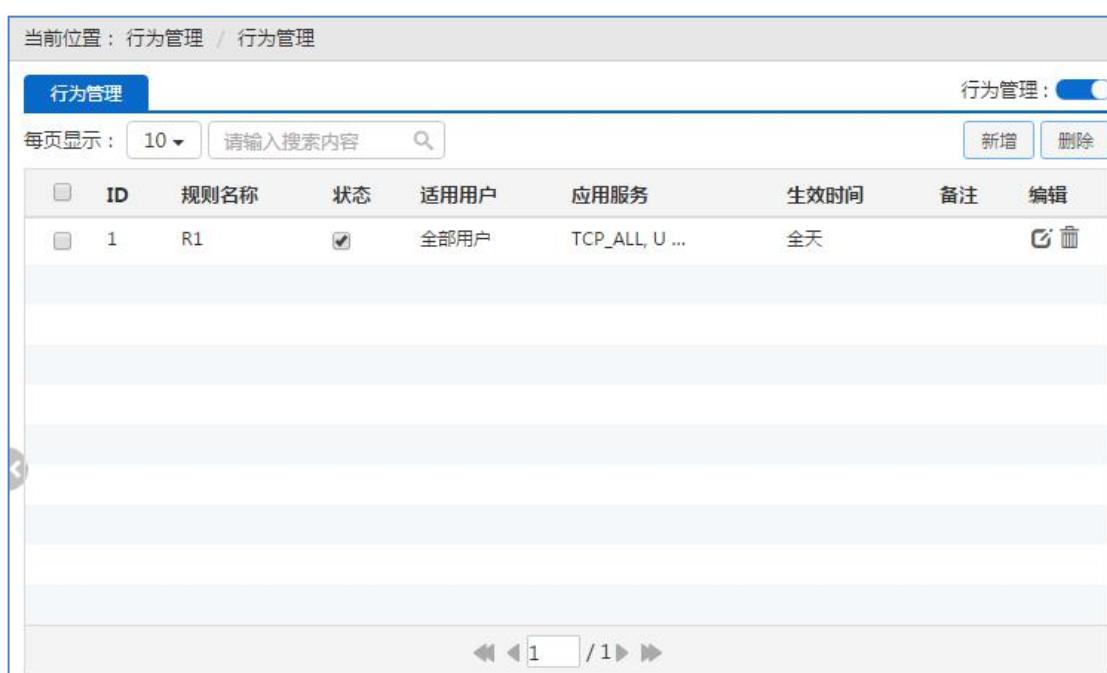 当前位置： 行为管理 / 行为管理
行为管理 行为管理：
每页显示： 10 请输入搜索内容 新增 删除
ID 规则名称 状态 适用用户 应用服务 生效时间 备注 编辑
1 R1 全部用户 TCP_ALL, U ... 全天
1 / 1